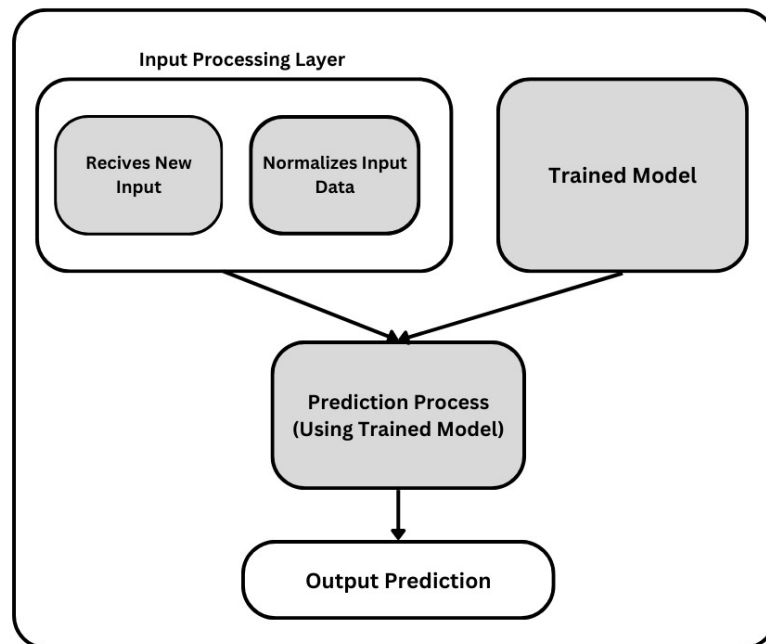 Input Processing Layer
Recives New
Input
Normalizes Input
Data
Trained Model
Prediction Process
(Using Trained Model)
Output Prediction